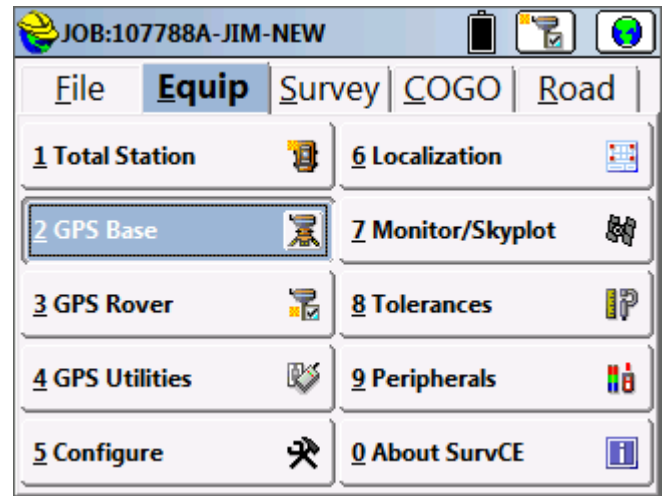 JOB:107788A-JIM-NEW
File Equip Survey COGO Road
1 Total Station
6 Localization
2 GPS Base
7 Monitor/Skyplot
3 GPS Rover
8 Tolerances
4 GPS Utilities
9 Peripherals
5 Configure
0 About SurvCE